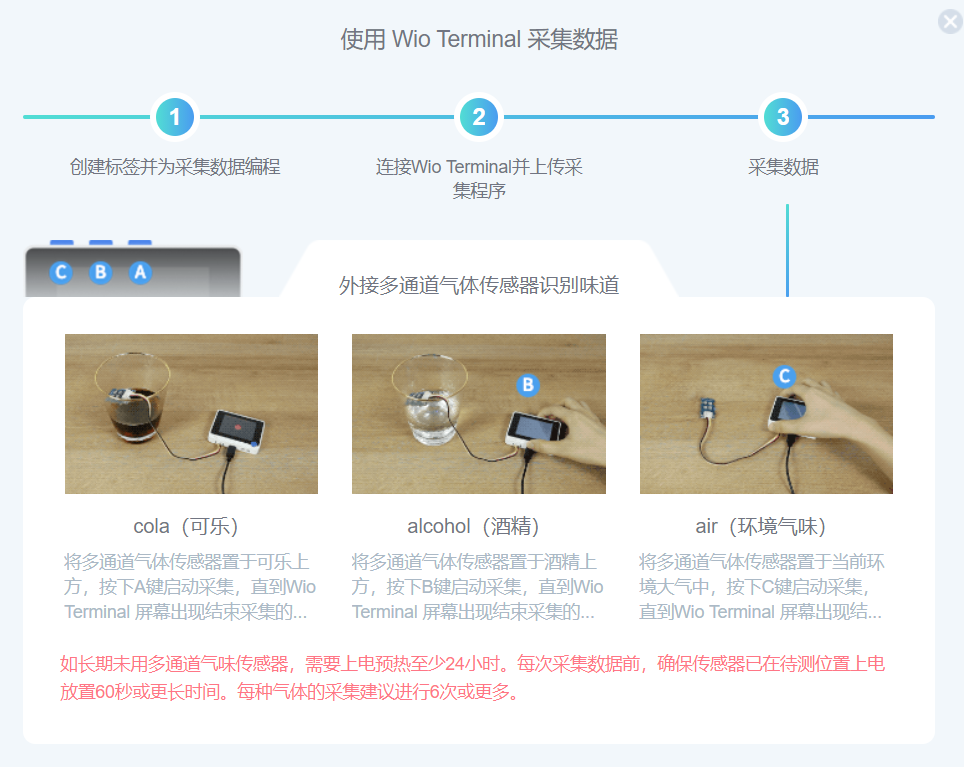 使用 Wio Terminal 采集数据
1
2
3
创建标签并为采集数据编程
连接Wio Terminal并上传采
集程序
采集数据
C B A
外接多通道气体传感器识别味道
B
C
cola（可乐）
将多通道气体传感器置于可乐上
方，按下A键启动采集，直到Wio
Terminal 屏幕出现结束采集的...
alcohol（酒精）
将多通道气体传感器置于酒精上
方，按下B键启动采集，直到Wio
Terminal 屏幕出现结束采集的...
air（环境气味）
将多通道气体传感器置于当前环
境大气中，按下C键启动采集，
直到Wio Terminal 屏幕出现结...
如长期未用多通道气味传感器，需要上电预热至少24小时。每次采集数据前，确保传感器已在待测位置上电
放置60秒或更长时间。每种气体的采集建议进行6次或更多。